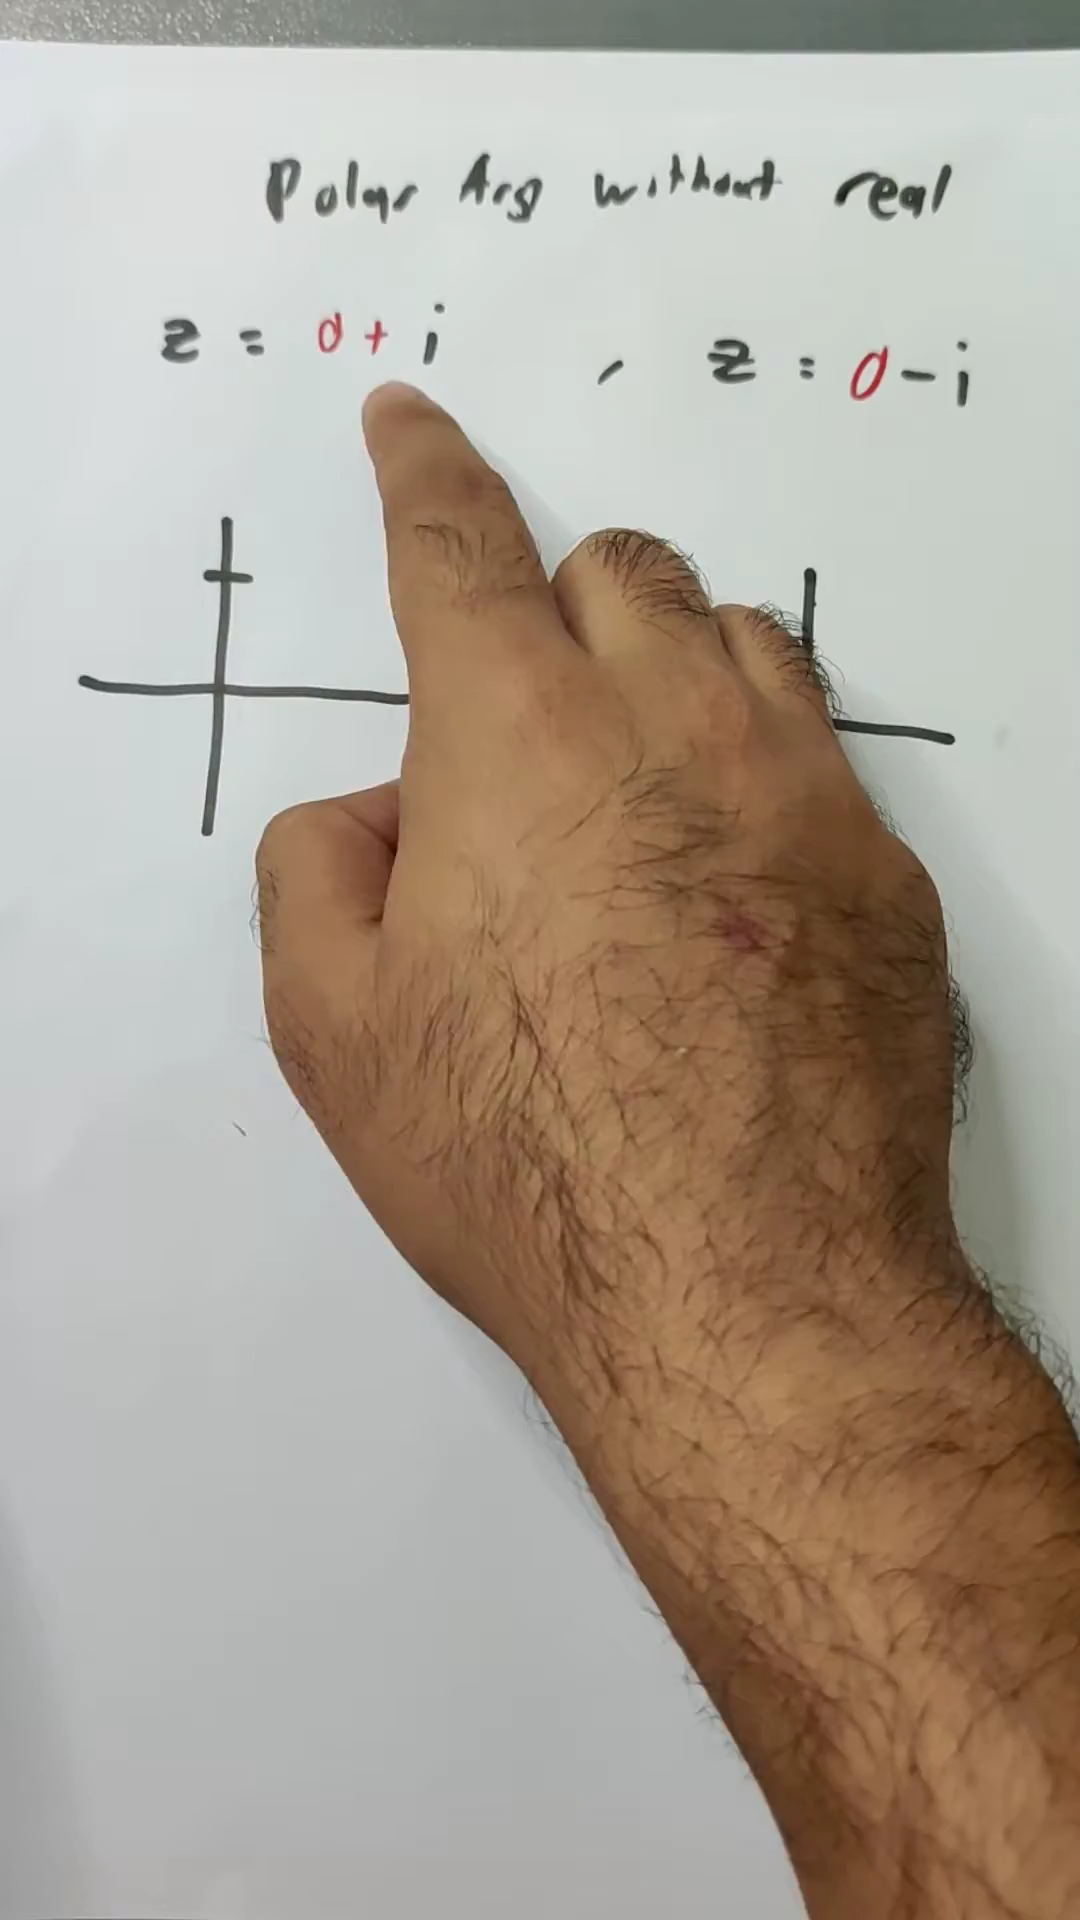 Polar Arg without real
z = 0 + i , z = 0 - i